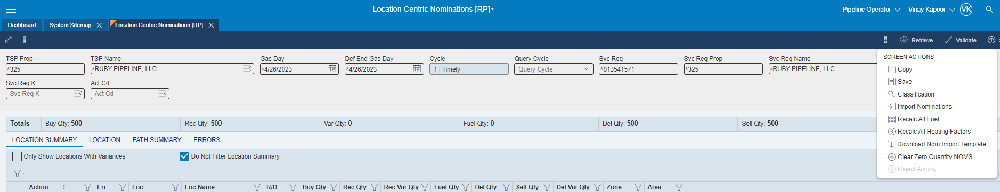 Location Centric Nominations [RP]*
Pipeline Operator Vinay Kapoor VK
Dashboard System Sitemap Location Centric Nominations [RP]
Retrieve Validate
TSP Prop TSP Name Gas Day Def End Gas Day Cycle Query Cycle Svc Req Svc Req Prop Svc Req Name
*325 *RUBY PIPELINE, LLC *4/26/2023 *4/26/2023 1 | Timely Query Cycle *013541571 *325 *RUBY PIPELINE, LLC
Svc Req K Act Cd
Svc Req K Act Cd
SCREEN ACTIONS
Copy
Save
Classification
Import Nominations
Recalc All Fuel
Recalc All Heating Factors
Download Nom Import Template
Clear Zero Quantity NOMS
Reject Activity
Totals Buy Qty: 500 Rec Qty: 500 Var Qty: 0 Fuel Qty: 0 Del Qty: 500 Sell Qty: 500
LOCATION SUMMARY LOCATION PATH SUMMARY ERRORS
Only Show Locations With Variances Do Not Filter Location Summary
Action ! Err Loc Loc Name R/D Buy Qty Rec Qty Rec Var Qty Fuel Qty Del Qty Sell Qty Del Var Qty Zone Area